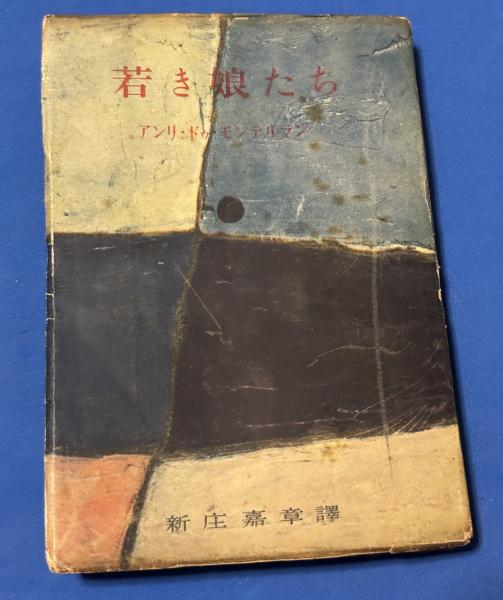 若き娘たち
アンリ・ドゥ・モンテルラン
新庄嘉章譯